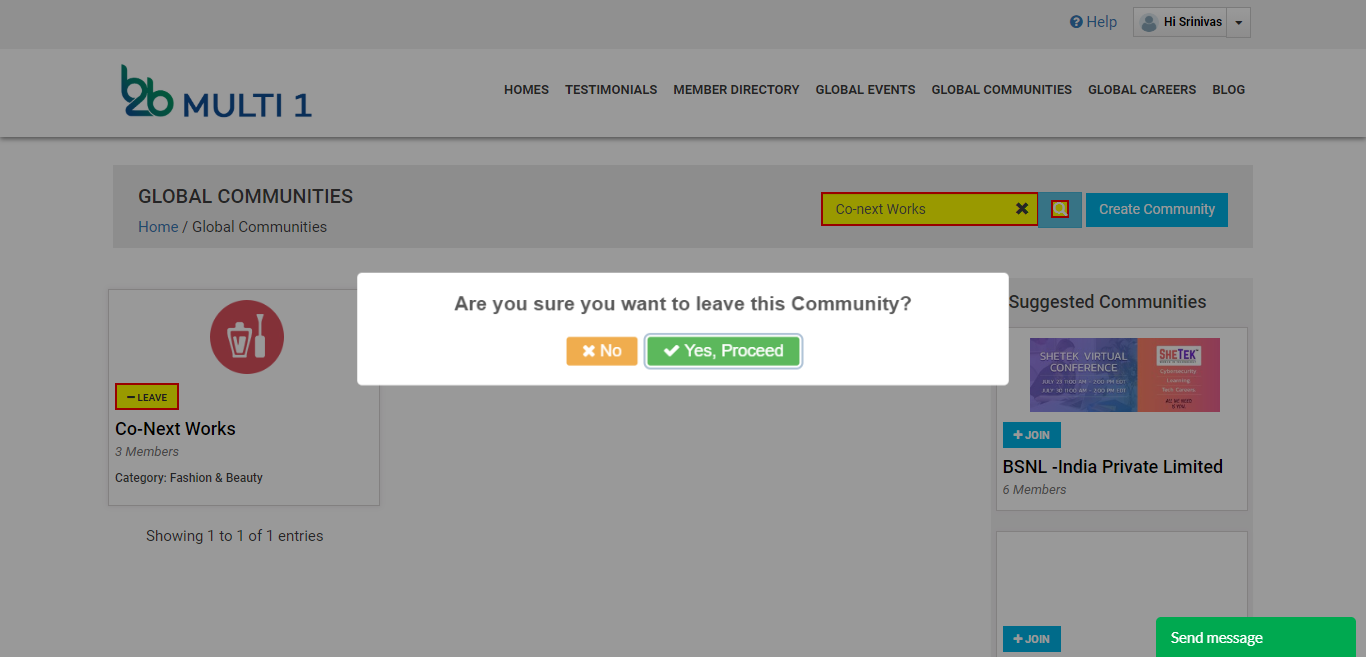 Help
Hi Srinivas
b2b MULTI 1
HOMES TESTIMONIALS MEMBER DIRECTORY GLOBAL EVENTS GLOBAL COMMUNITIES GLOBAL CAREERS BLOG
GLOBAL COMMUNITIES
Home / Global Communities
Co-next Works
Create Community
Are you sure you want to leave this Community?
No
Yes, Proceed
LEAVE
Co-Next Works
3 Members
Category: Fashion & Beauty
Showing 1 to 1 of 1 entries
Suggested Communities
SHETEK VIRTUAL
CONFERENCE
JULY 23 11:00 AM - 2:00 PM EDT
JULY 30 11:00 AM - 2:00 PM EDT
SHETEK
Cybersecurity
Learning
Tech Careers
JOIN
BSNL -India Private Limited
6 Members
JOIN
Send message